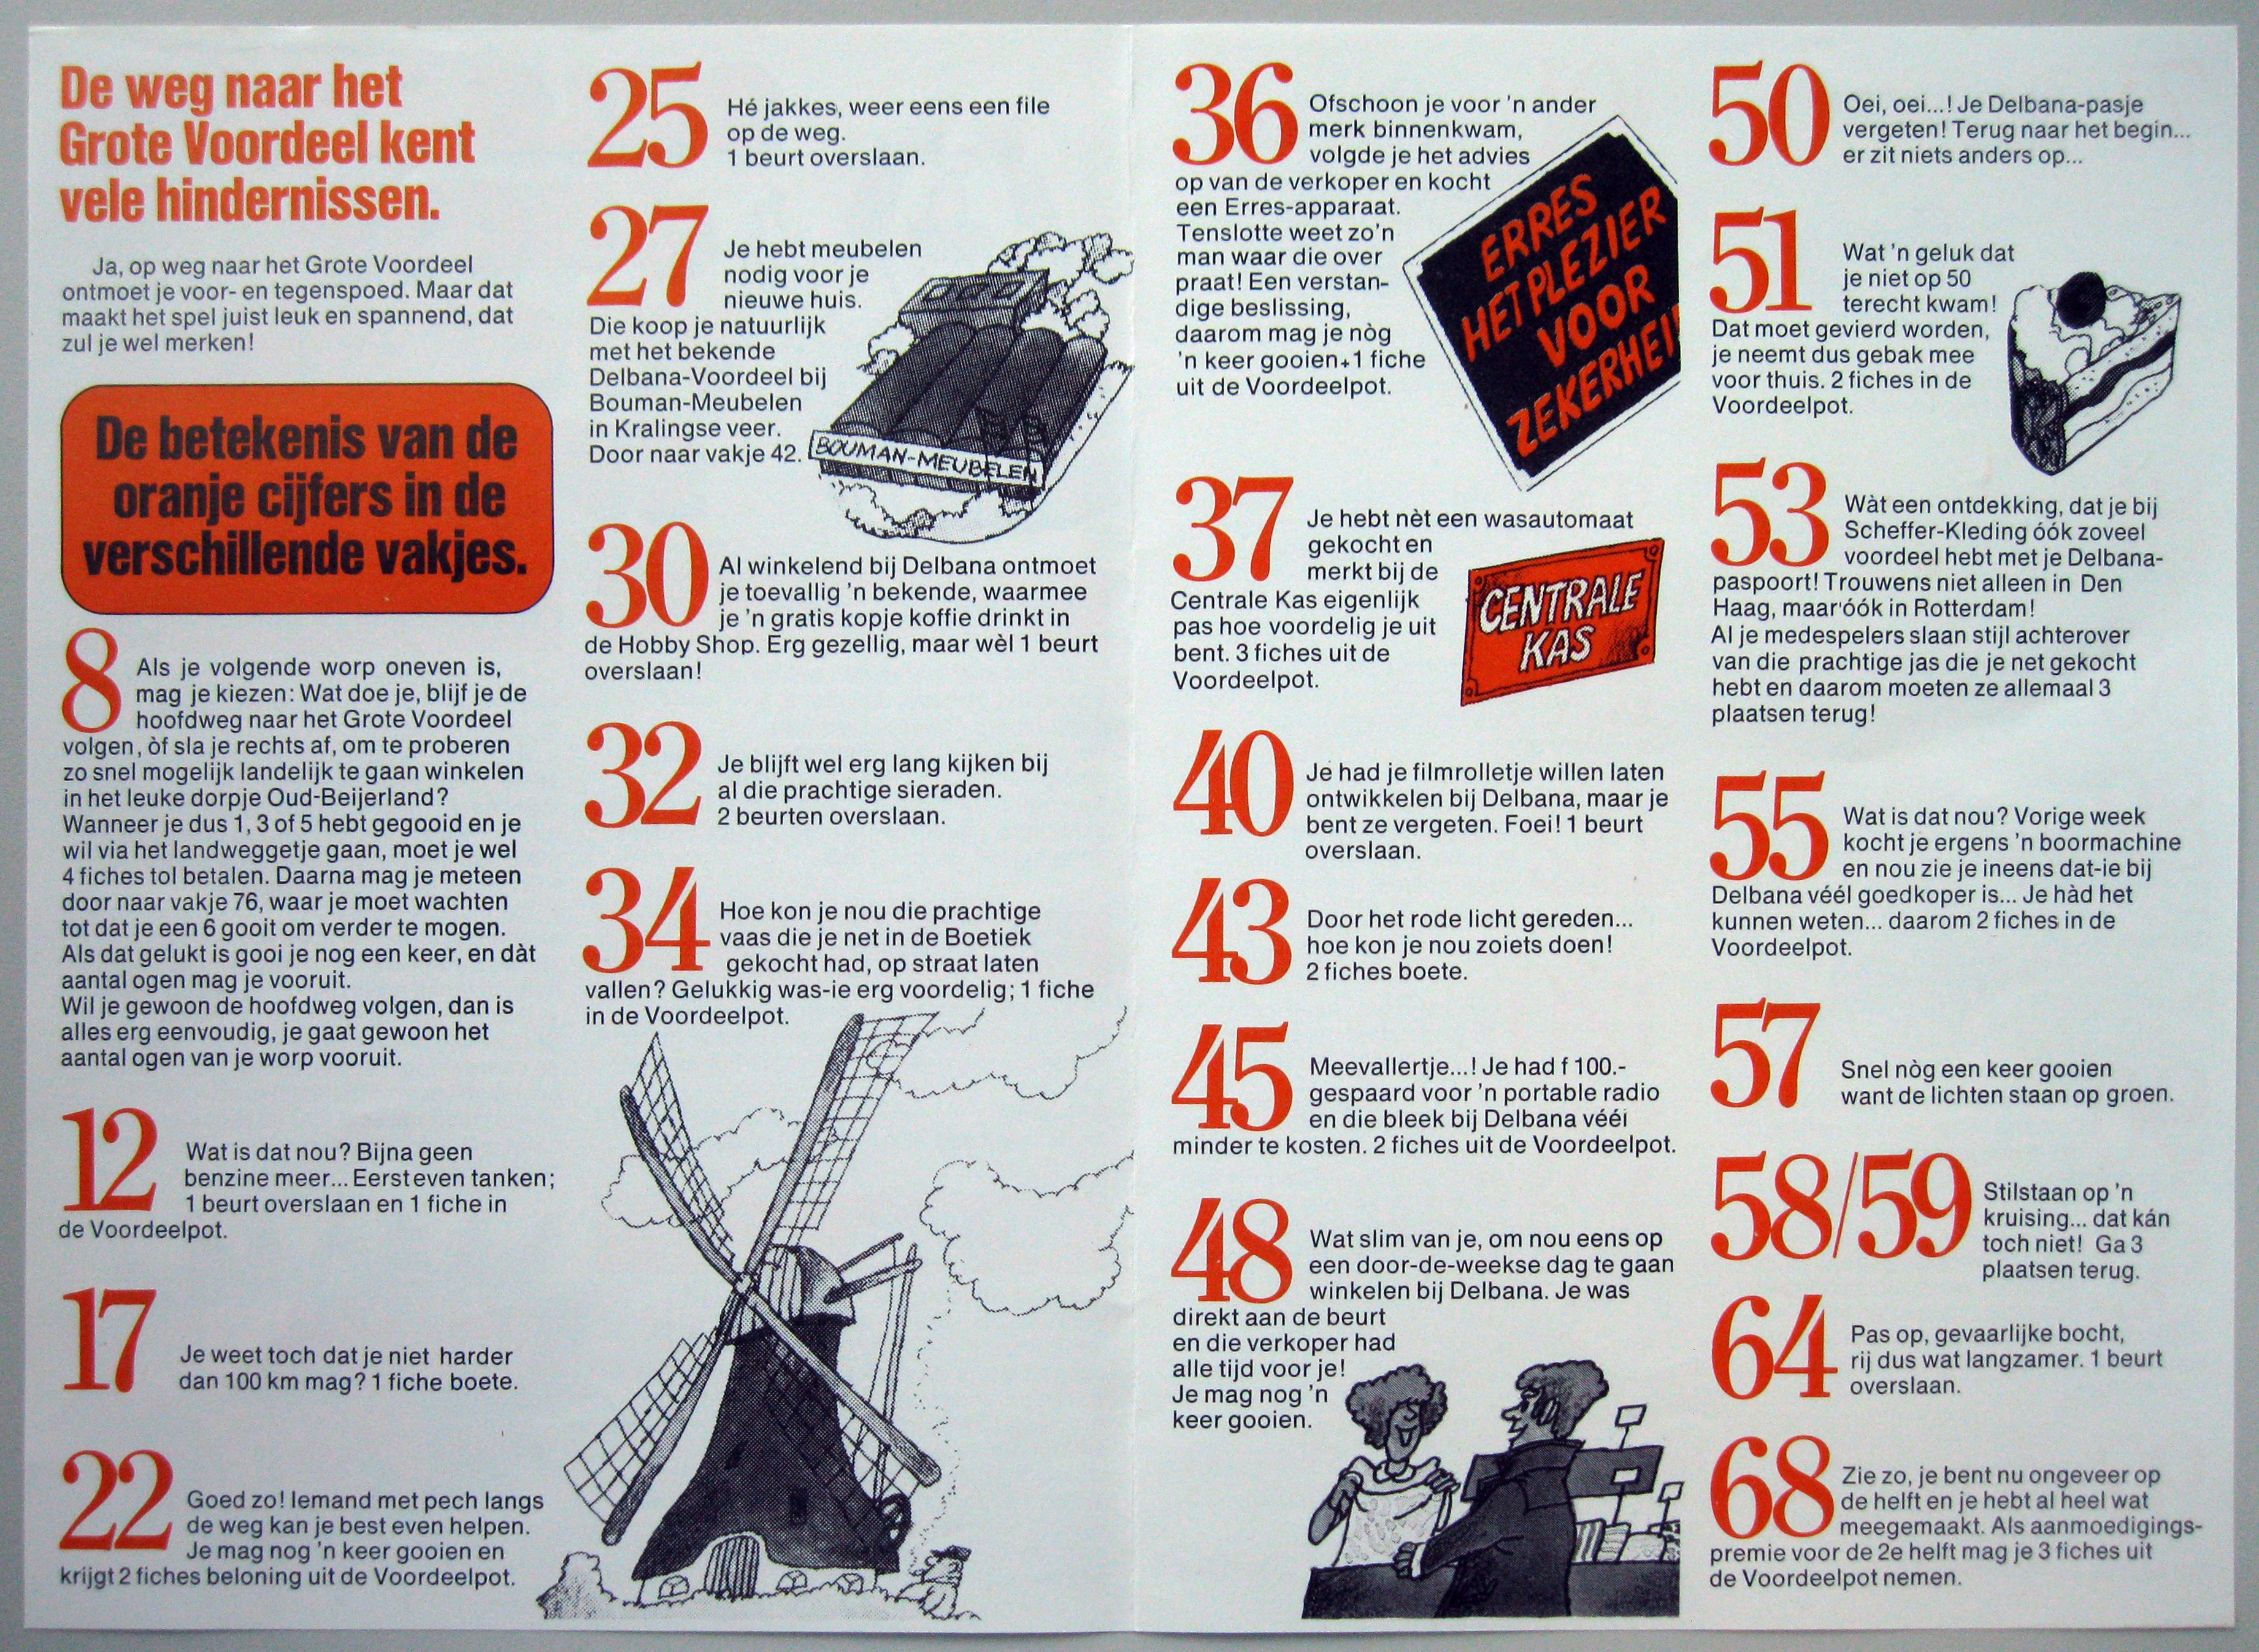 De weg naar het
Grote Voordeel kent
vele hindernissen.
Ja, op weg naar het Grote Voordeel
ontmoet je voor- en tegenspoed. Maar dat
maakt het spel juist leuk en spannend, dat
zul je wel merken!
De betekenis van de
oranje cijfers in de
verschillende vakjes.
8
Als je volgende worp oneven is,
mag je kiezen: Wat doe je, blijf je de
hoofdweg naar het Grote Voordeel
volgen, òf sla je rechts af, om te proberen
zo snel mogelijk landelijk te gaan winkelen
in het leuke dorpje Oud-Beijerland?
Wanneer je dus 1, 3 of 5 hebt gegooid en je
wil via het landweggetje gaan, moet je wel
4 fiches tol betalen. Daarna mag je meteen
door naar vakje 76, waar je moet wachten
tot dat je een 6 gooit om verder te mogen.
Als dat gelukt is gooi je nog een keer, en dàt
aantal ogen mag je vooruit.
Wil je gewoon de hoofdweg volgen, dan is
alles erg eenvoudig, je gaat gewoon het
aantal ogen van je worp vooruit.
12
Wat is dat nou? Bijna geen
benzine meer... Eerst even tanken;
1 beurt overslaan en 1 fiche in
de Voordeelpot.
17
Je weet toch dat je niet harder
dan 100 km mag? 1 fiche boete.
22
Goed zo! Iemand met pech langs
de weg kan je best even helpen.
Je mag nog 'n keer gooien en
krijgt 2 fiches beloning uit de Voordeelpot.
25
Hé jakkes, weer eens een file
op de weg.
1 beurt overslaan.
27
Je hebt meubelen
nodig voor je
nieuwe huis.
Die koop je natuurlijk
met het bekende
Delbana-Voordeel bij
Bouman-Meubelen
in Kralingse veer.
Door naar vakje 42.
BOUMAN-MEUBELEN
30
Al winkelend bij Delbana ontmoet
je toevallig 'n bekende, waarmee
je 'n gratis kopje koffie drinkt in
de Hobby Shop. Erg gezellig, maar wèl 1 beurt
overslaan!
32
Je blijft wel erg lang kijken bij
al die prachtige sieraden.
2 beurten overslaan.
34
Hoe kon je nou die prachtige
vaas die je net in de Boetiek
gekocht had, op straat laten
vallen? Gelukkig was-ie erg voordelig; 1 fiche
in de Voordeelpot.
36
Ofschoon je voor 'n ander
merk binnenkwam,
volgde je het advies
op van de verkoper en kocht
een Erres-apparaat.
Tenslotte weet zo'n
man waar die over
praat! Een verstan-
dige beslissing,
daarom mag je nòg
'n keer gooien+1 fiche
uit de Voordeelpot.
ERRES
HET PLEZIER
VOOR
ZEKERHEI
37
Je hebt nèt een wasautomaat
gekocht en
merkt bij de
Centrale Kas eigenlijk
pas hoe voordelig je uit
bent. 3 fiches uit de
Voordeelpot.
CENTRALE
KAS
40
Je had je filmrolletje willen laten
ontwikkelen bij Delbana, maar je
bent ze vergeten. Foei! 1 beurt
overslaan.
43
Door het rode licht gereden...
hoe kon je nou zoiets doen!
2 fiches boete.
45
Meevallertje...! Je had f 100.-
gespaard voor 'n portable radio
en die bleek bij Delbana véél
minder te kosten. 2 fiches uit de Voordeelpot.
48
Wat slim van je, om nou eens op
een door-de-weekse dag te gaan
winkelen bij Delbana. Je was
direkt aan de beurt
en die verkoper had
alle tijd voor je!
Je mag nog 'n
keer gooien.
50
Oei, oei...! Je Delbana-pasje
vergeten! Terug naar het begin...
er zit niets anders op...
51
Wat 'n geluk dat
je niet op 50
terecht kwam!
Dat moet gevierd worden,
je neemt dus gebak mee
voor thuis. 2 fiches in de
Voordeelpot.
53
Wàt een ontdekking, dat je bij
Scheffer-Kleding óók zoveel
voordeel hebt met je Delbana-
paspoort! Trouwens niet alleen in Den
Haag, maar óók in Rotterdam!
Al je medespelers slaan stijl achterover
van die prachtige jas die je net gekocht
hebt en daarom moeten ze allemaal 3
plaatsen terug!
55
Wat is dat nou? Vorige week
kocht je ergens 'n boormachine
en nou zie je ineens dat-ie bij
Delbana véél goedkoper is... Je hàd het
kunnen weten... daarom 2 fiches in de
Voordeelpot.
57
Snel nòg een keer gooien
want de lichten staan op groen.
58/59
Stilstaan op 'n
kruising... dat kán
toch niet! Ga 3
plaatsen terug.
64
Pas op, gevaarlijke bocht,
rij dus wat langzamer. 1 beurt
overslaan.
68
Zie zo, je bent nu ongeveer op
de helft en je hebt al heel wat
meegemaakt. Als aanmoedigings-
premie voor de 2e helft mag je 3 fiches uit
de Voordeelpot nemen.